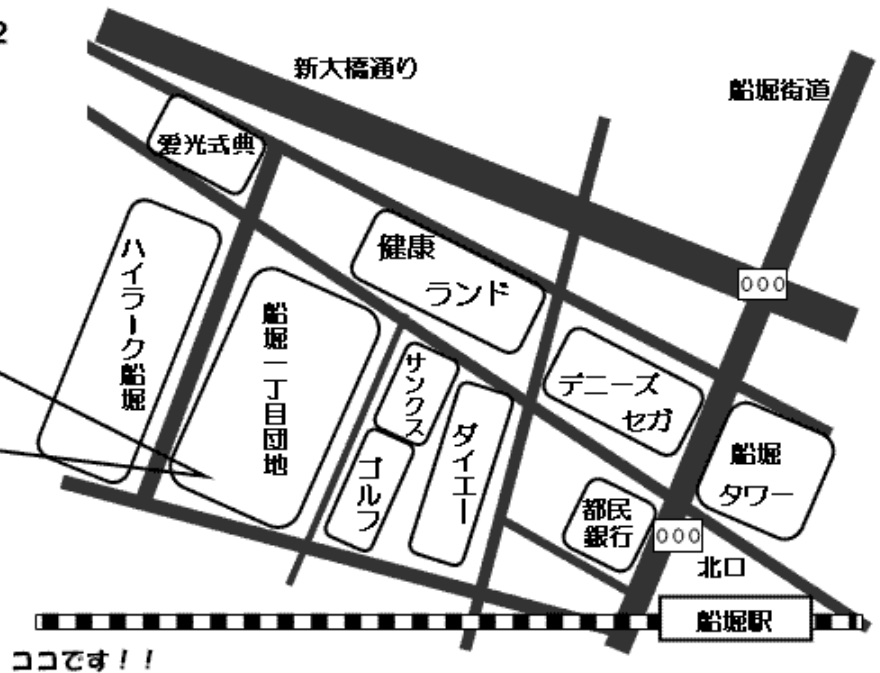 2
新大橋通り
船堀街道
愛光式典
ハイラーク船堀
健康
ランド
船堀一丁目団地
サンクス
ゴルフ
ダイエー
デニーズ
セガ
船堀
タワー
都民
銀行
北口
船堀駅
ココです！！